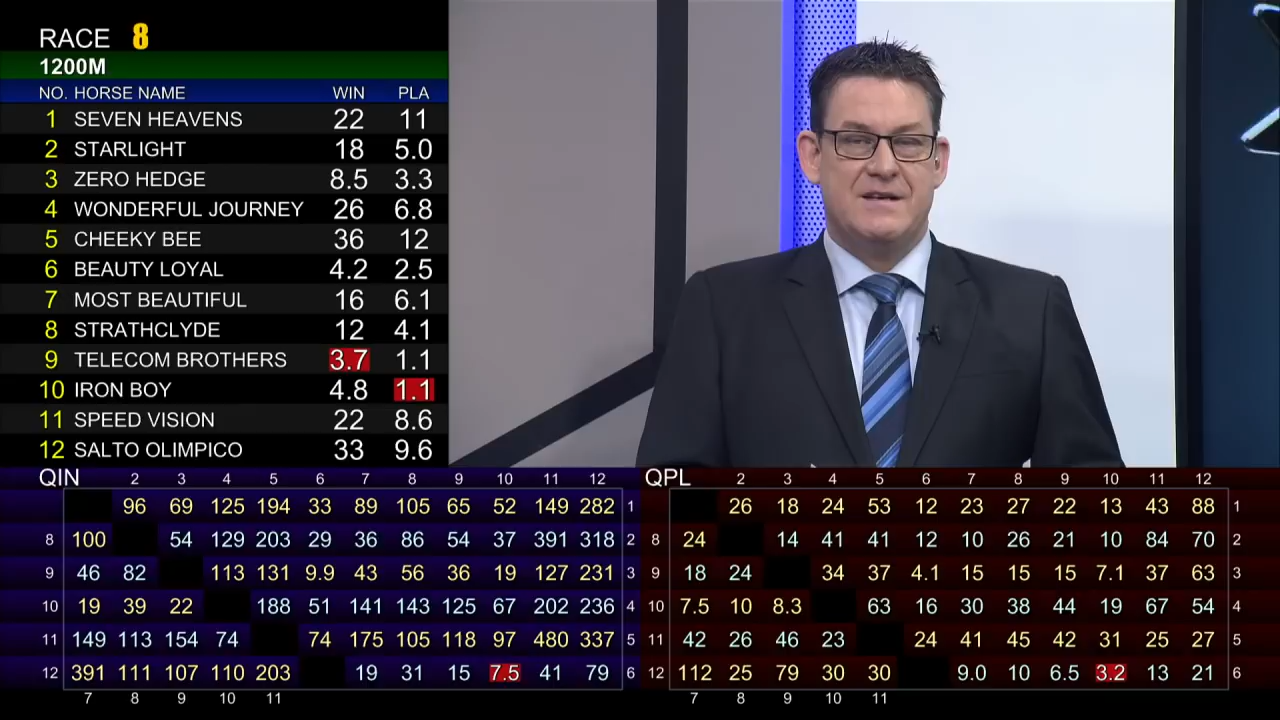 RACE 8
1200M
NO. HORSE NAME WIN PLA
1 SEVEN HEAVENS 22 11
2 STARLIGHT 18 5.0
3 ZERO HEDGE 8.5 3.3
4 WONDERFUL JOURNEY 26 6.8
5 CHEEKY BEE 36 12
6 BEAUTY LOYAL 4.2 2.5
7 MOST BEAUTIFUL 16 6.1
8 STRATHCLYDE 12 4.1
9 TELECOM BROTHERS 3.7 1.1
10 IRON BOY 4.8 1.1
11 SPEED VISION 22 8.6
12 SALTO OLIMPICO 33 9.6
QIN 2 3 4 5 6 7 8 9 10 11 12
96 69 125 194 33 89 105 65 52 149 282 1
8 100 54 129 203 29 36 86 54 37 391 318 2
9 46 82 113 131 9.9 43 56 36 19 127 231 3
10 19 39 22 188 51 141 143 125 67 202 236 4
11 149 113 154 74 74 175 105 118 97 480 337 5
12 391 111 107 110 203 19 31 15 7.5 41 79 6
7 8 9 10 11
QPL 2 3 4 5 6 7 8 9 10 11 12
26 18 24 53 12 23 27 22 13 43 88 1
8 24 14 41 41 12 10 26 21 10 84 70 2
9 18 24 34 37 4.1 15 15 15 7.1 37 63 3
10 7.5 10 8.3 63 16 30 38 44 19 67 54 4
11 42 26 46 23 24 41 45 42 31 25 27 5
12 112 25 79 30 30 9.0 10 6.5 3.2 13 21 6
7 8 9 10 11